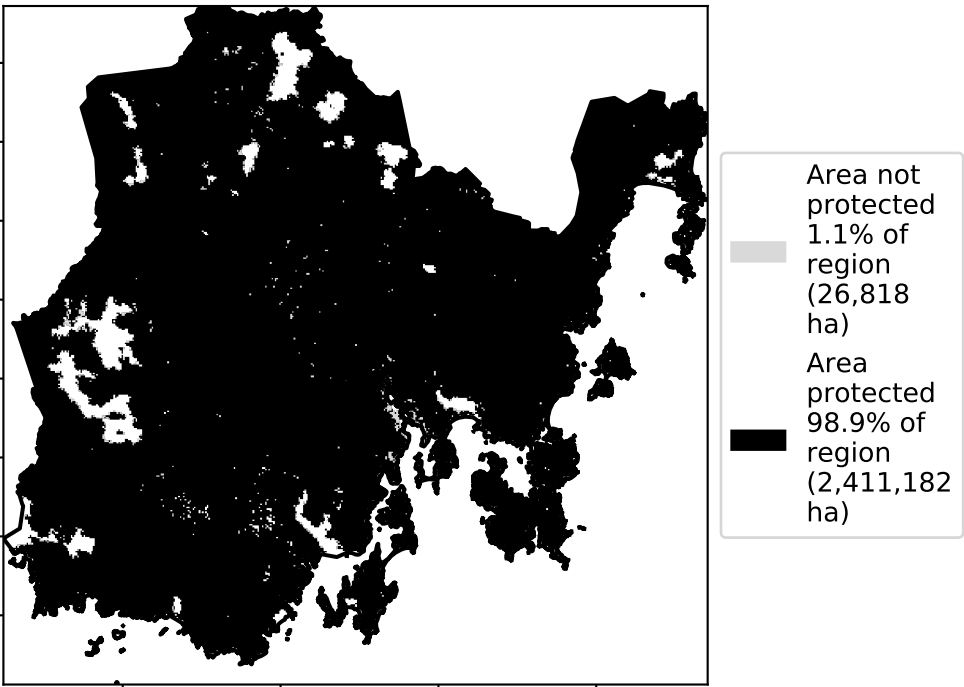 Area not
protected
1.1% of
region
(26,818
ha)
Area
protected
98.9% of
region
(2,411,182
ha)